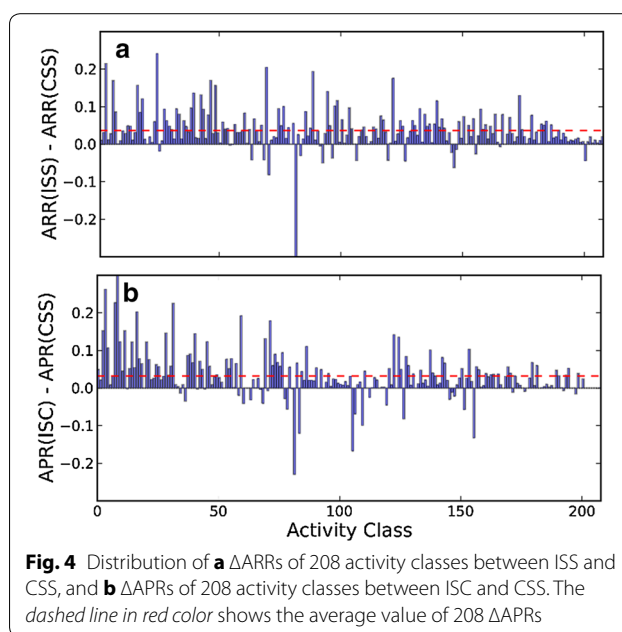 a
ARR(ISS) - ARR(CSS)
0.2
0.1
0.0
−0.1
−0.2
b
APR(ISC) - APR(CSS)
0.2
0.1
0.0
−0.1
−0.2
0 50 100 150 200
Activity Class
Fig. 4 Distribution of a ΔARRs of 208 activity classes between ISS and
CSS, and b ΔAPRs of 208 activity classes between ISC and CSS. The
dashed line in red color shows the average value of 208 ΔAPRs